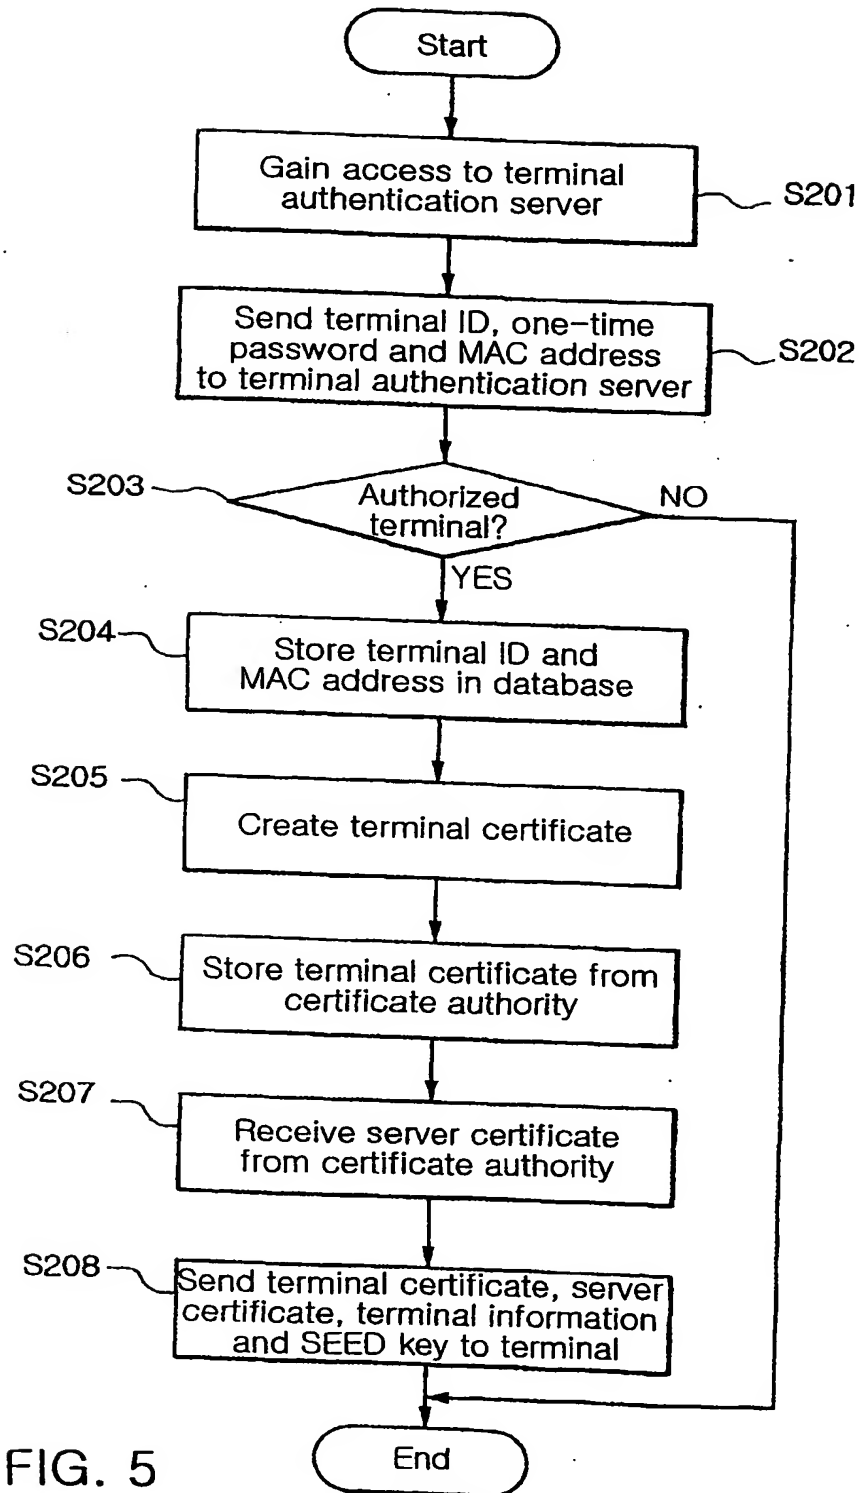 Start
Gain access to terminal
authentication server
S201
Send terminal ID, one-time
password and MAC address
to terminal authentication server
S202
S203
Authorized
terminal?
NO
YES
S204
Store terminal ID and
MAC address in database
S205
Create terminal certificate
S206
Store terminal certificate from
certificate authority
S207
Receive server certificate
from certificate authority
S208
Send terminal certificate, server
certificate, terminal information
and SEED key to terminal
End
FIG. 5